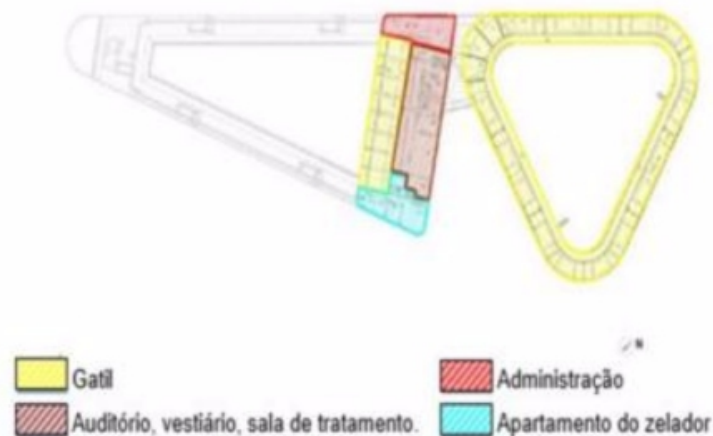 N
Gatil
Administração
Auditório, vestiário, sala de tratamento.
Apartamento do zelador